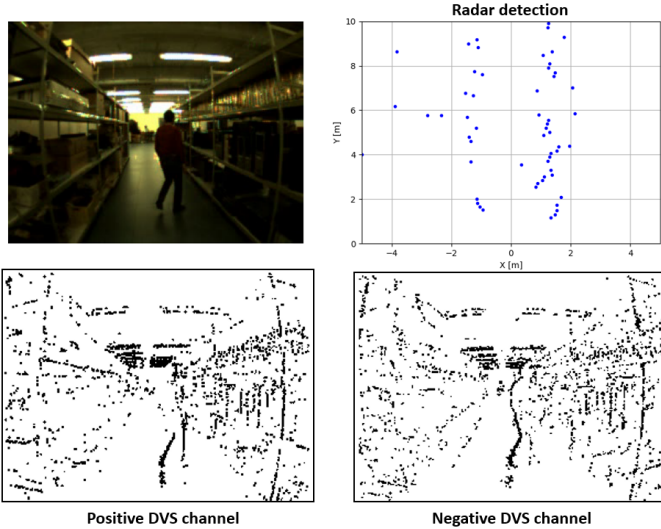 Radar detection
10
8
6
4
2
0
Y [m]
−4
−2
0
2
4
X [m]
Positive DVS channel
Negative DVS channel